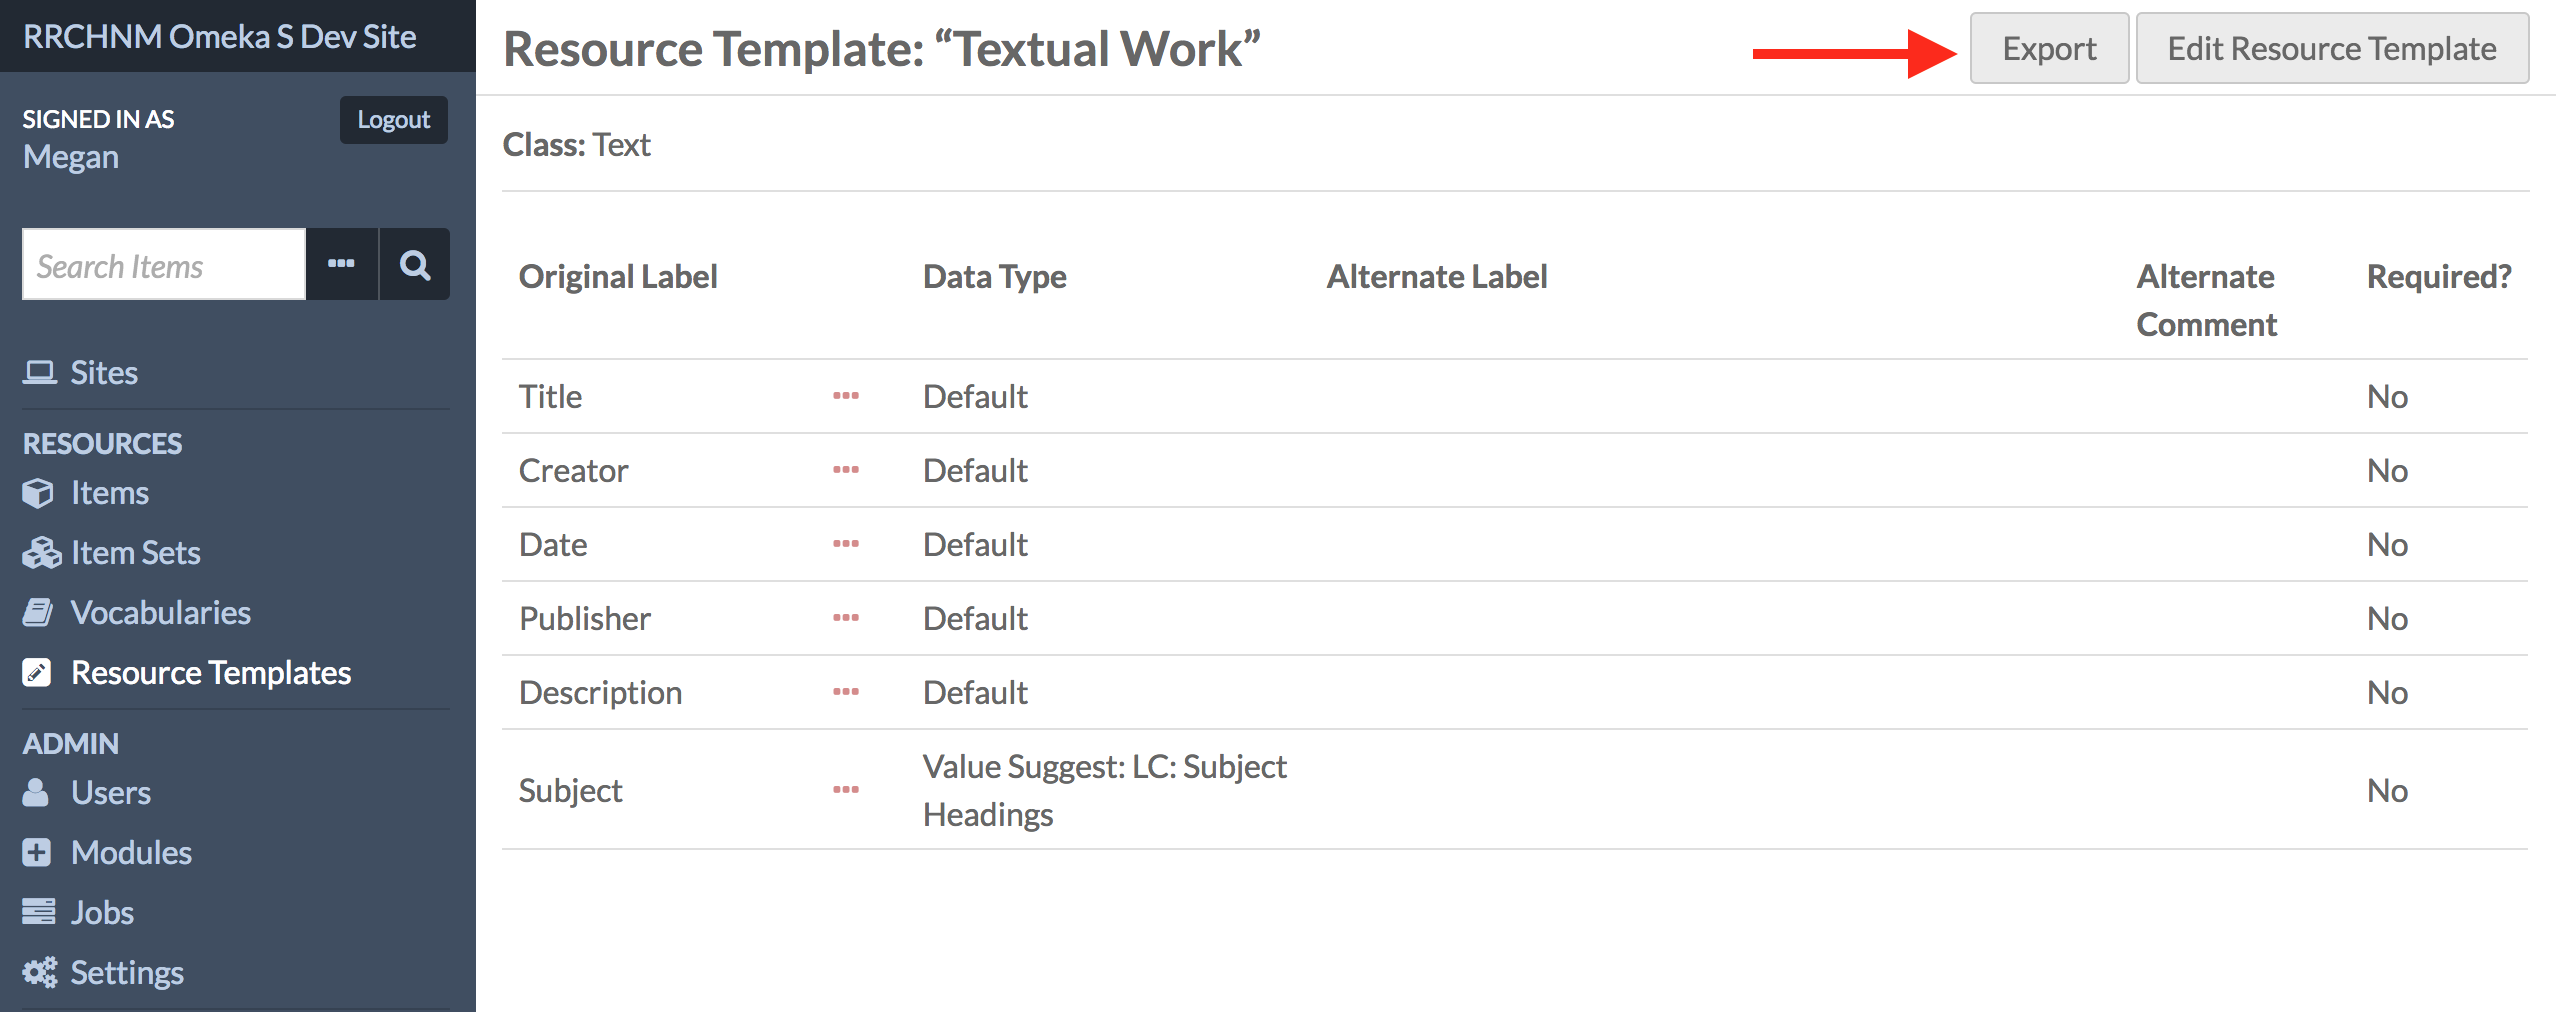 RRCHNM Omeka S Dev Site
SIGNED IN AS
Megan
Logout
Search Items
Sites
RESOURCES
Items
Item Sets
Vocabularies
Resource Templates
ADMIN
Users
Modules
Jobs
Settings
Resource Template: “Textual Work”
Export
Edit Resource Template
Class: Text
Original Label Data Type Alternate Label Alternate Comment Required?
Title Default No
Creator Default No
Date Default No
Publisher Default No
Description Default No
Subject Value Suggest: LC: Subject Headings No